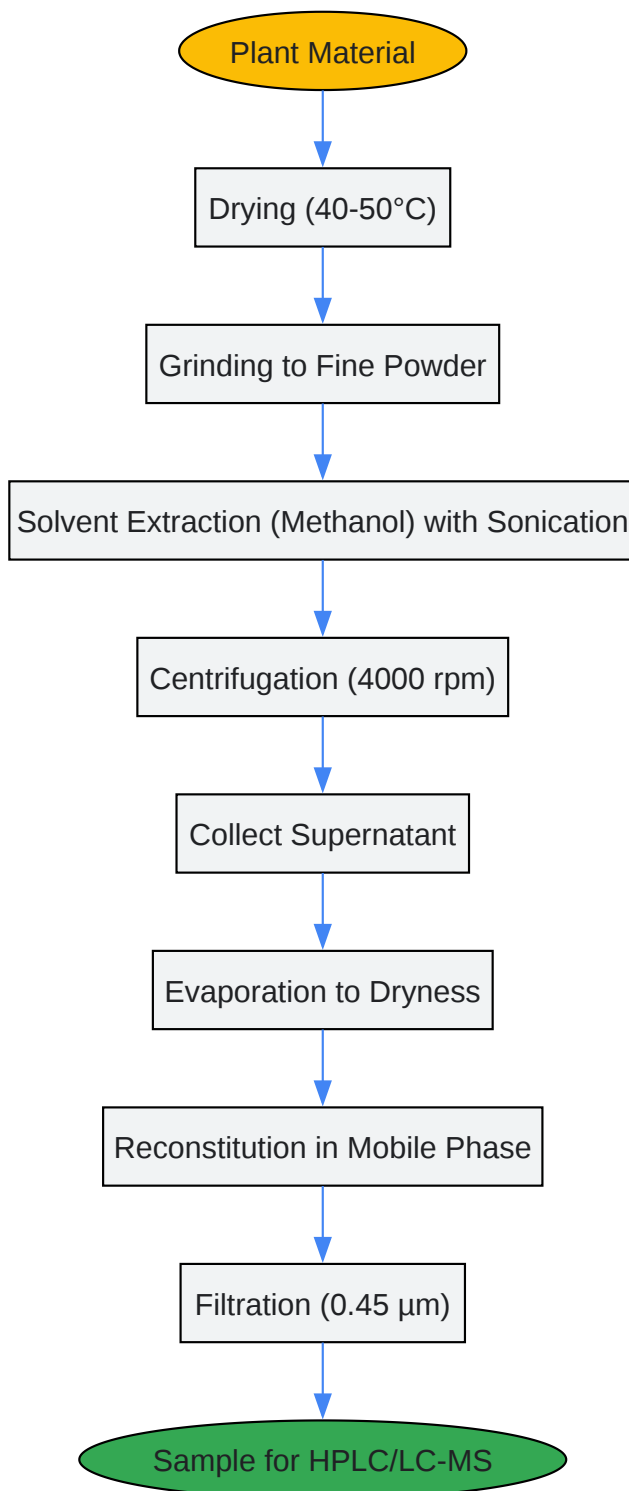 Plant Material
Drying (40-50°C)
Grinding to Fine Powder
Solvent Extraction (Methanol) with Sonication
Centrifugation (4000 rpm)
Collect Supernatant
Evaporation to Dryness
Reconstitution in Mobile Phase
Filtration (0.45 µm)
Sample for HPLC/LC-MS